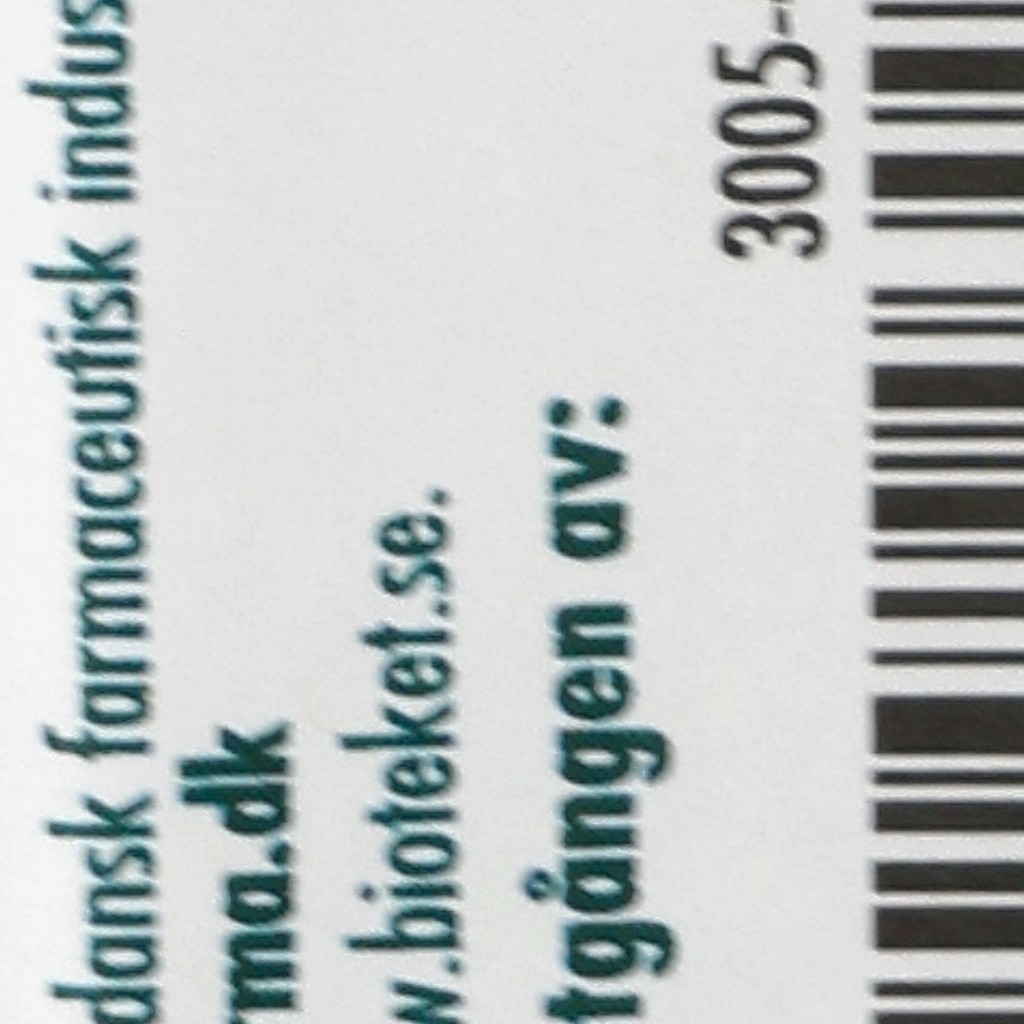 dansk farmaceutisk indus
rma.dk
w.bioteket.se.
tgången av:
3005-